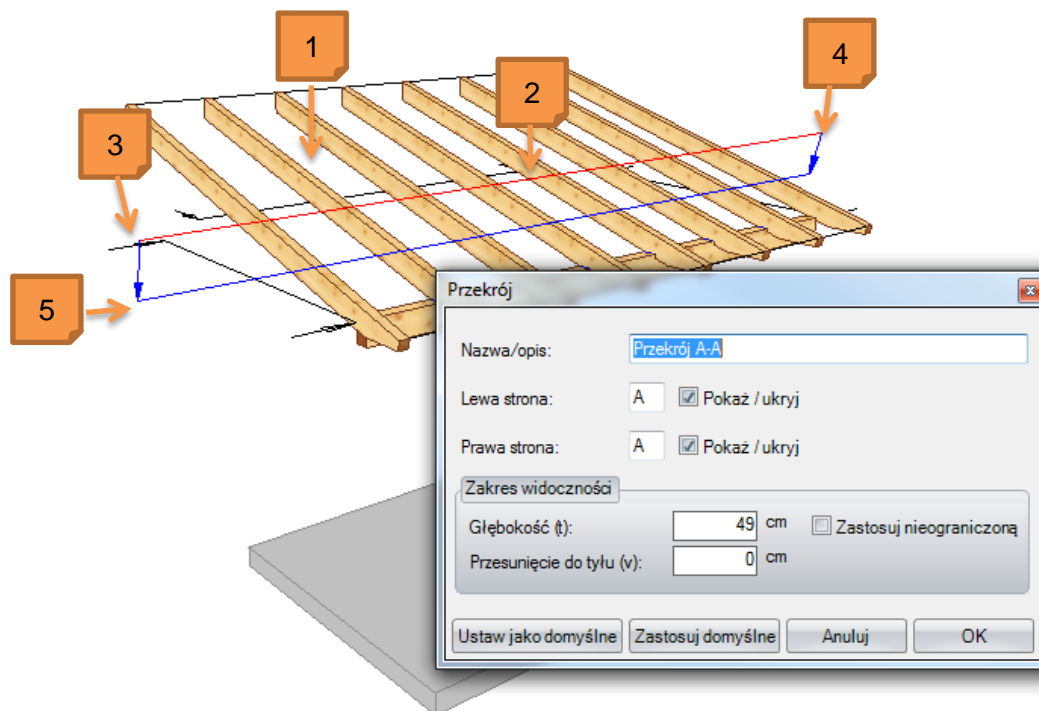 1
4
2
3
5
Przekrój
Nazwa/opis: Przekrój A-A
Lewa strona: A Pokaż / ukryj
Prawa strona: A Pokaż / ukryj
Zakres widoczności
Głębokość (t): 49 cm Zastosuj nieograniczoną
Przesunięcie do tyłu (v): 0 cm
Ustaw jako domyślne Zastosuj domyślne Anuluj OK